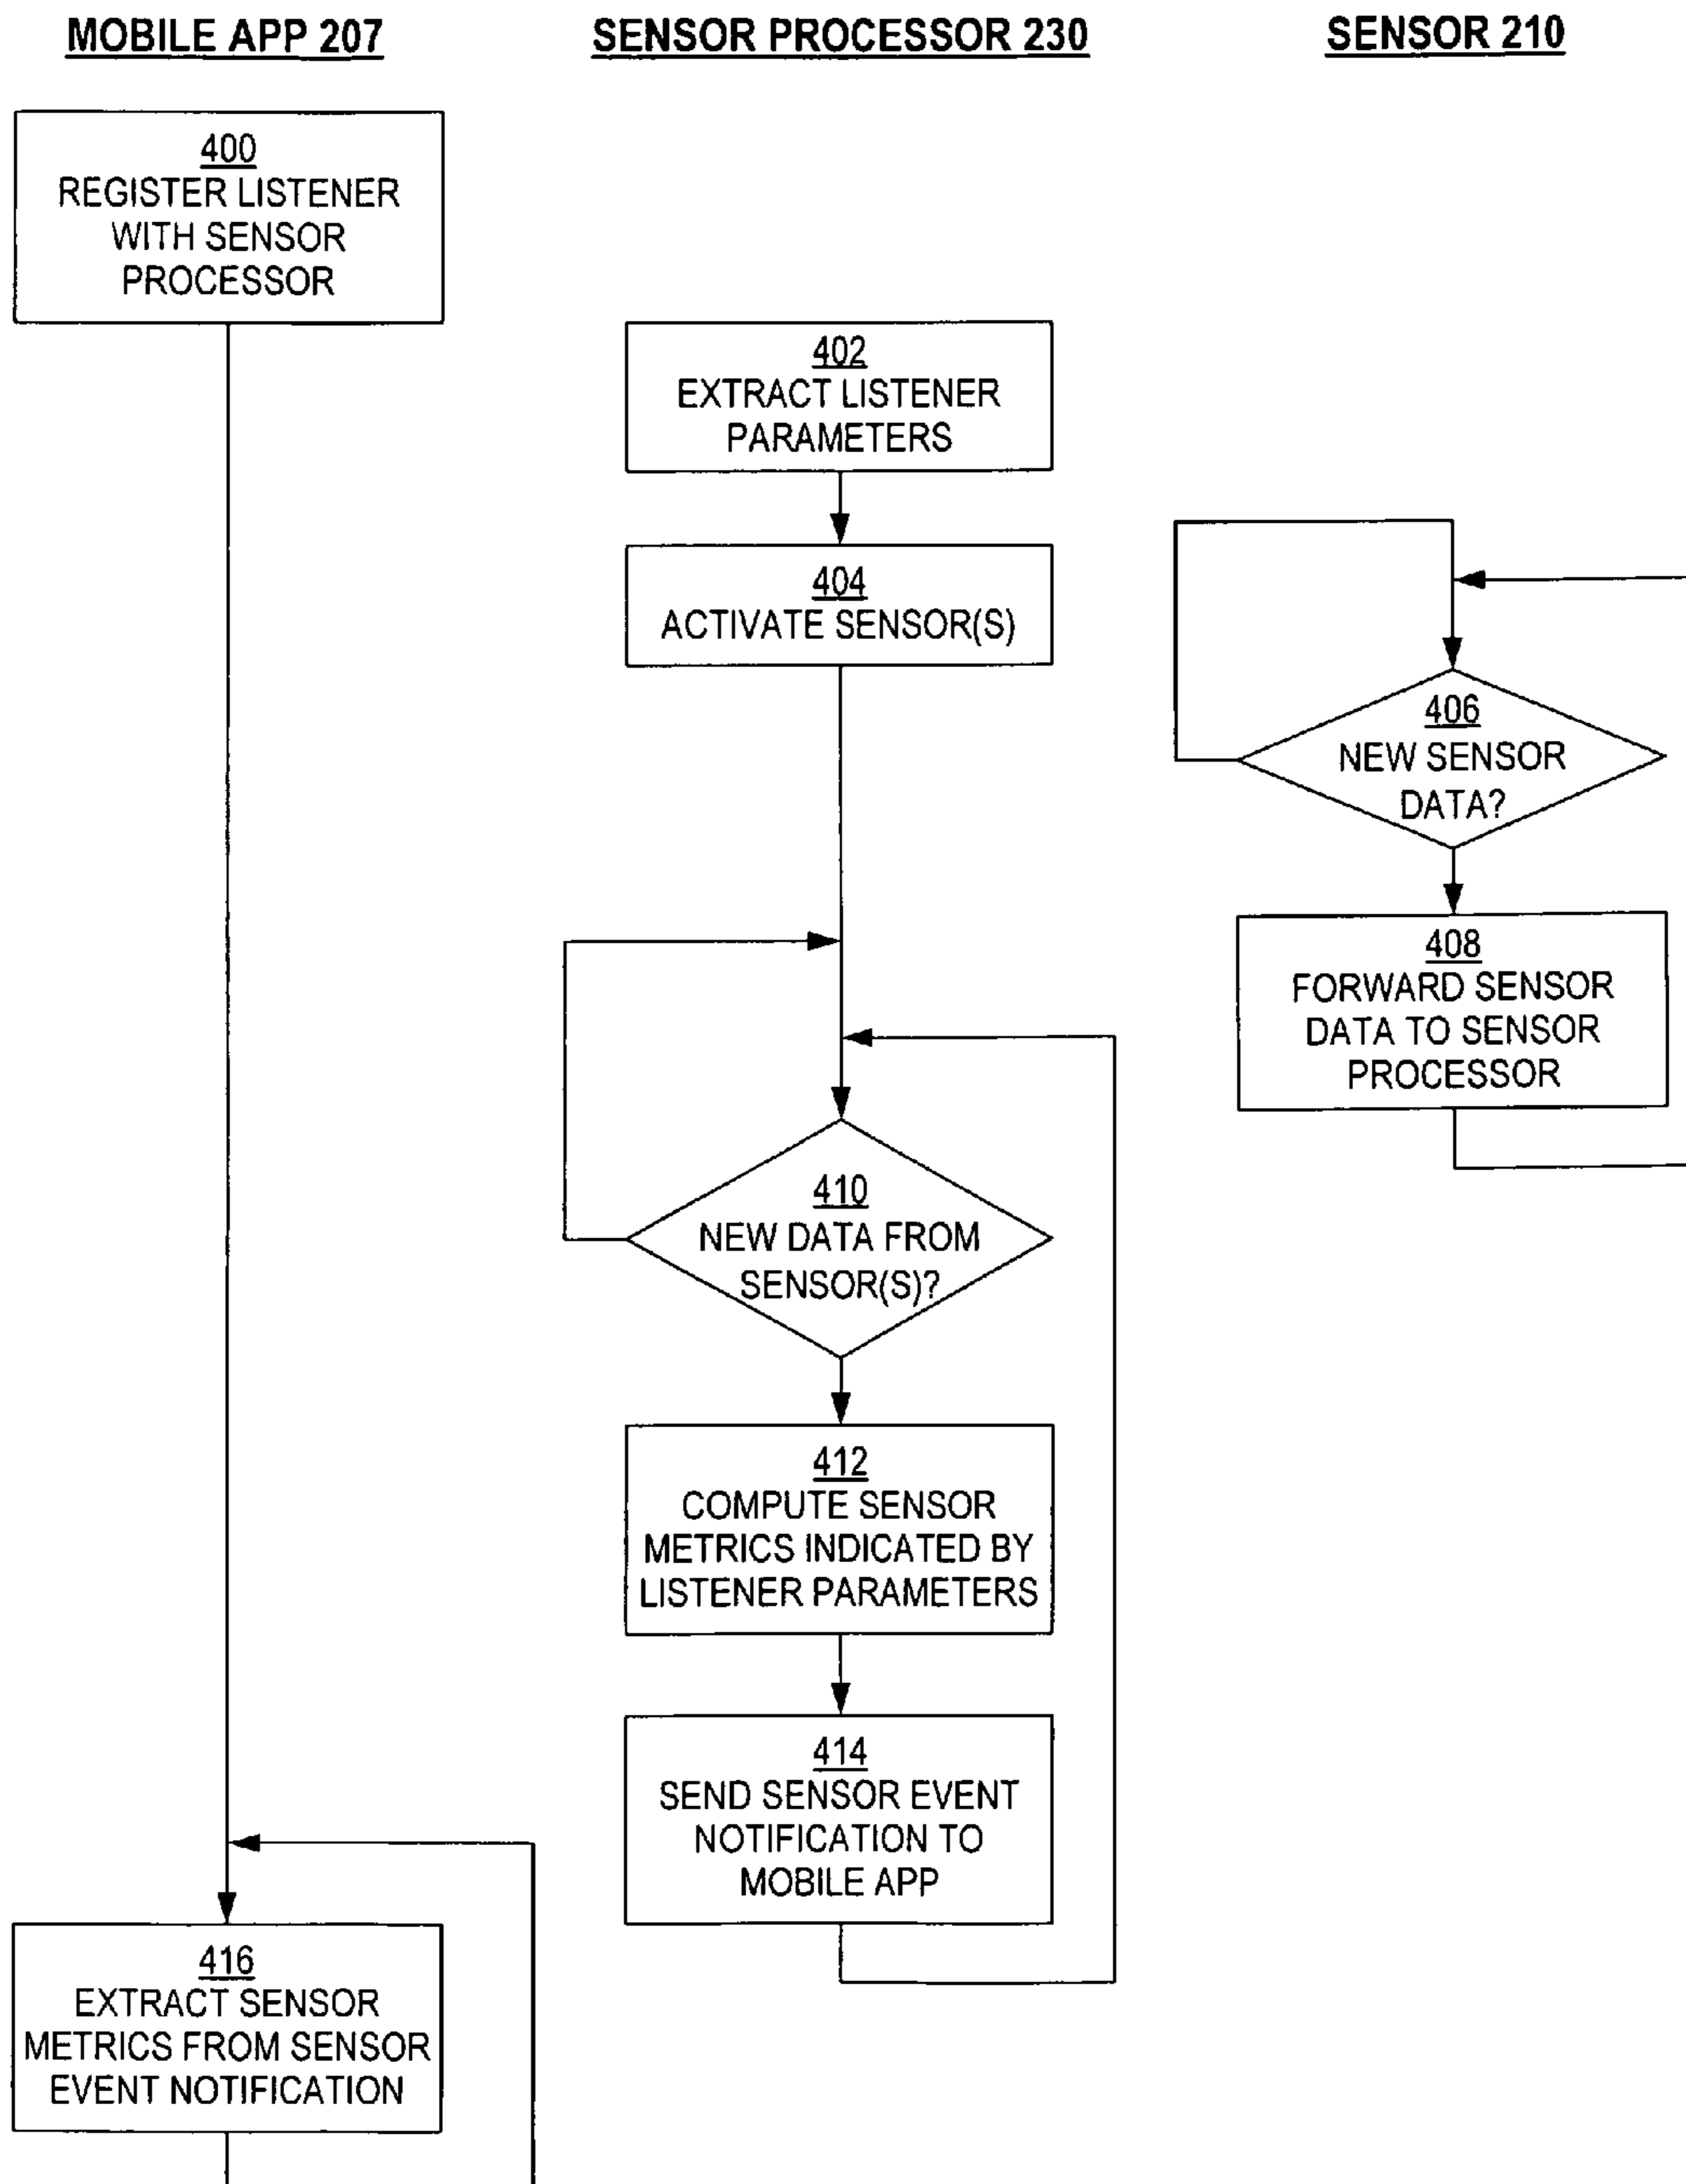 MOBILE APP 207
SENSOR PROCESSOR 230
SENSOR 210
400
REGISTER LISTENER
WITH SENSOR
PROCESSOR
402
EXTRACT LISTENER
PARAMETERS
404
ACTIVATE SENSOR(S)
406
NEW SENSOR
DATA?
408
FORWARD SENSOR
DATA TO SENSOR
PROCESSOR
410
NEW DATA FROM
SENSOR(S)?
412
COMPUTE SENSOR
METRICS INDICATED BY
LISTENER PARAMETERS
414
SEND SENSOR EVENT
NOTIFICATION TO
MOBILE APP
416
EXTRACT SENSOR
METRICS FROM SENSOR
EVENT NOTIFICATION